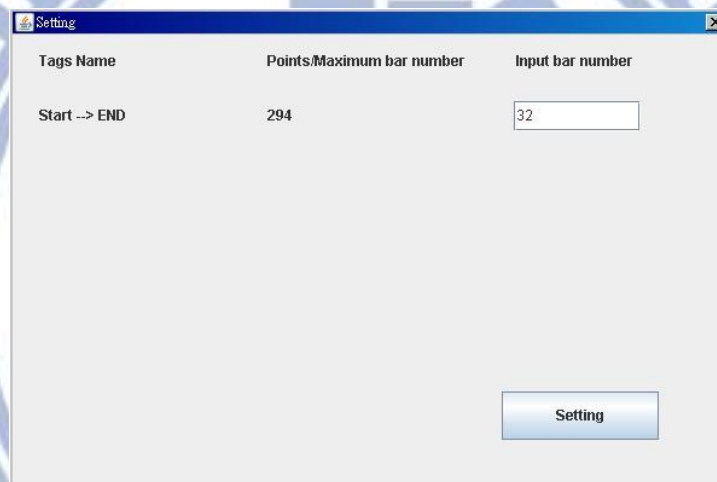 Setting
Tags Name Points/Maximum bar number Input bar number
Start --> END 294 32
Setting